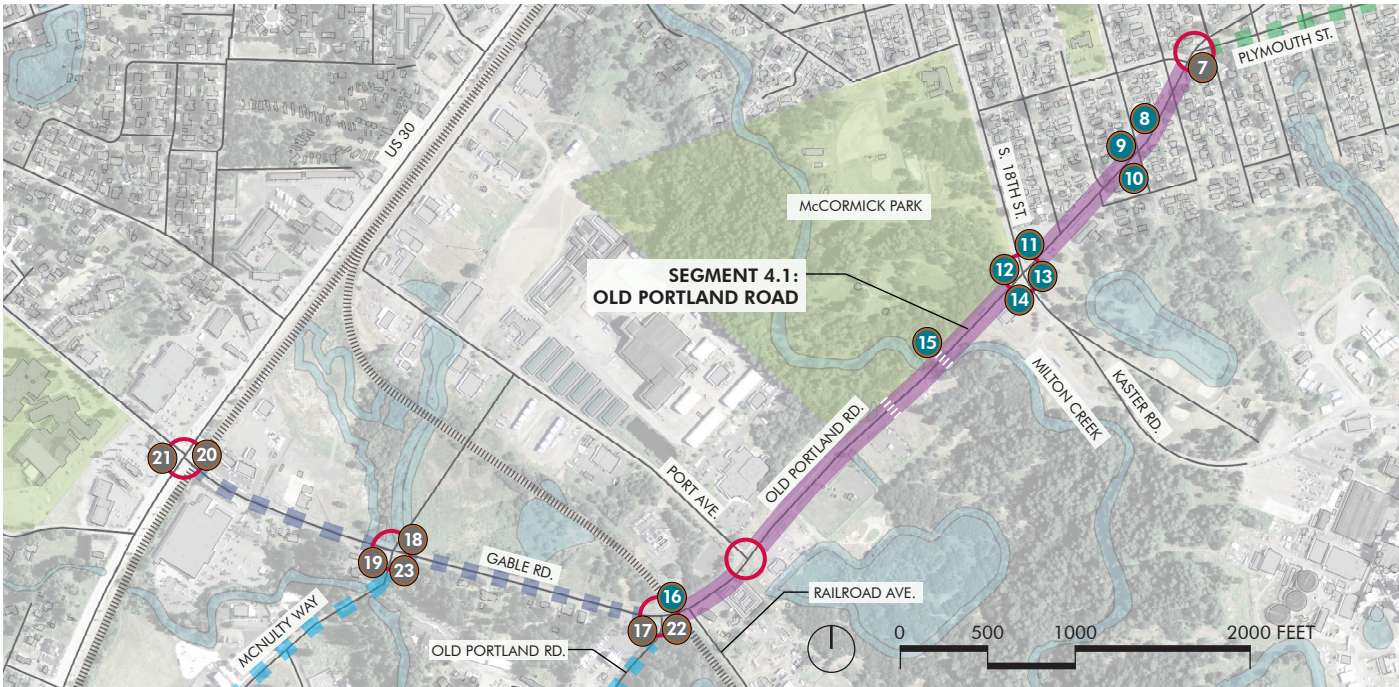 PLYMOUTH ST.
7
US 30
8
9
10
S. 18TH ST.
McCORMICK PARK
11
12
13
14
SEGMENT 4.1:
OLD PORTLAND ROAD
15
MILTON CREEK
KASTER RD.
OLD PORTLAND RD.
PORT AVE.
21
20
18
19
23
GABLE RD.
16
17
22
RAILROAD AVE.
MCNULTY WAY
OLD PORTLAND RD.
0 500 1000 2000 FEET